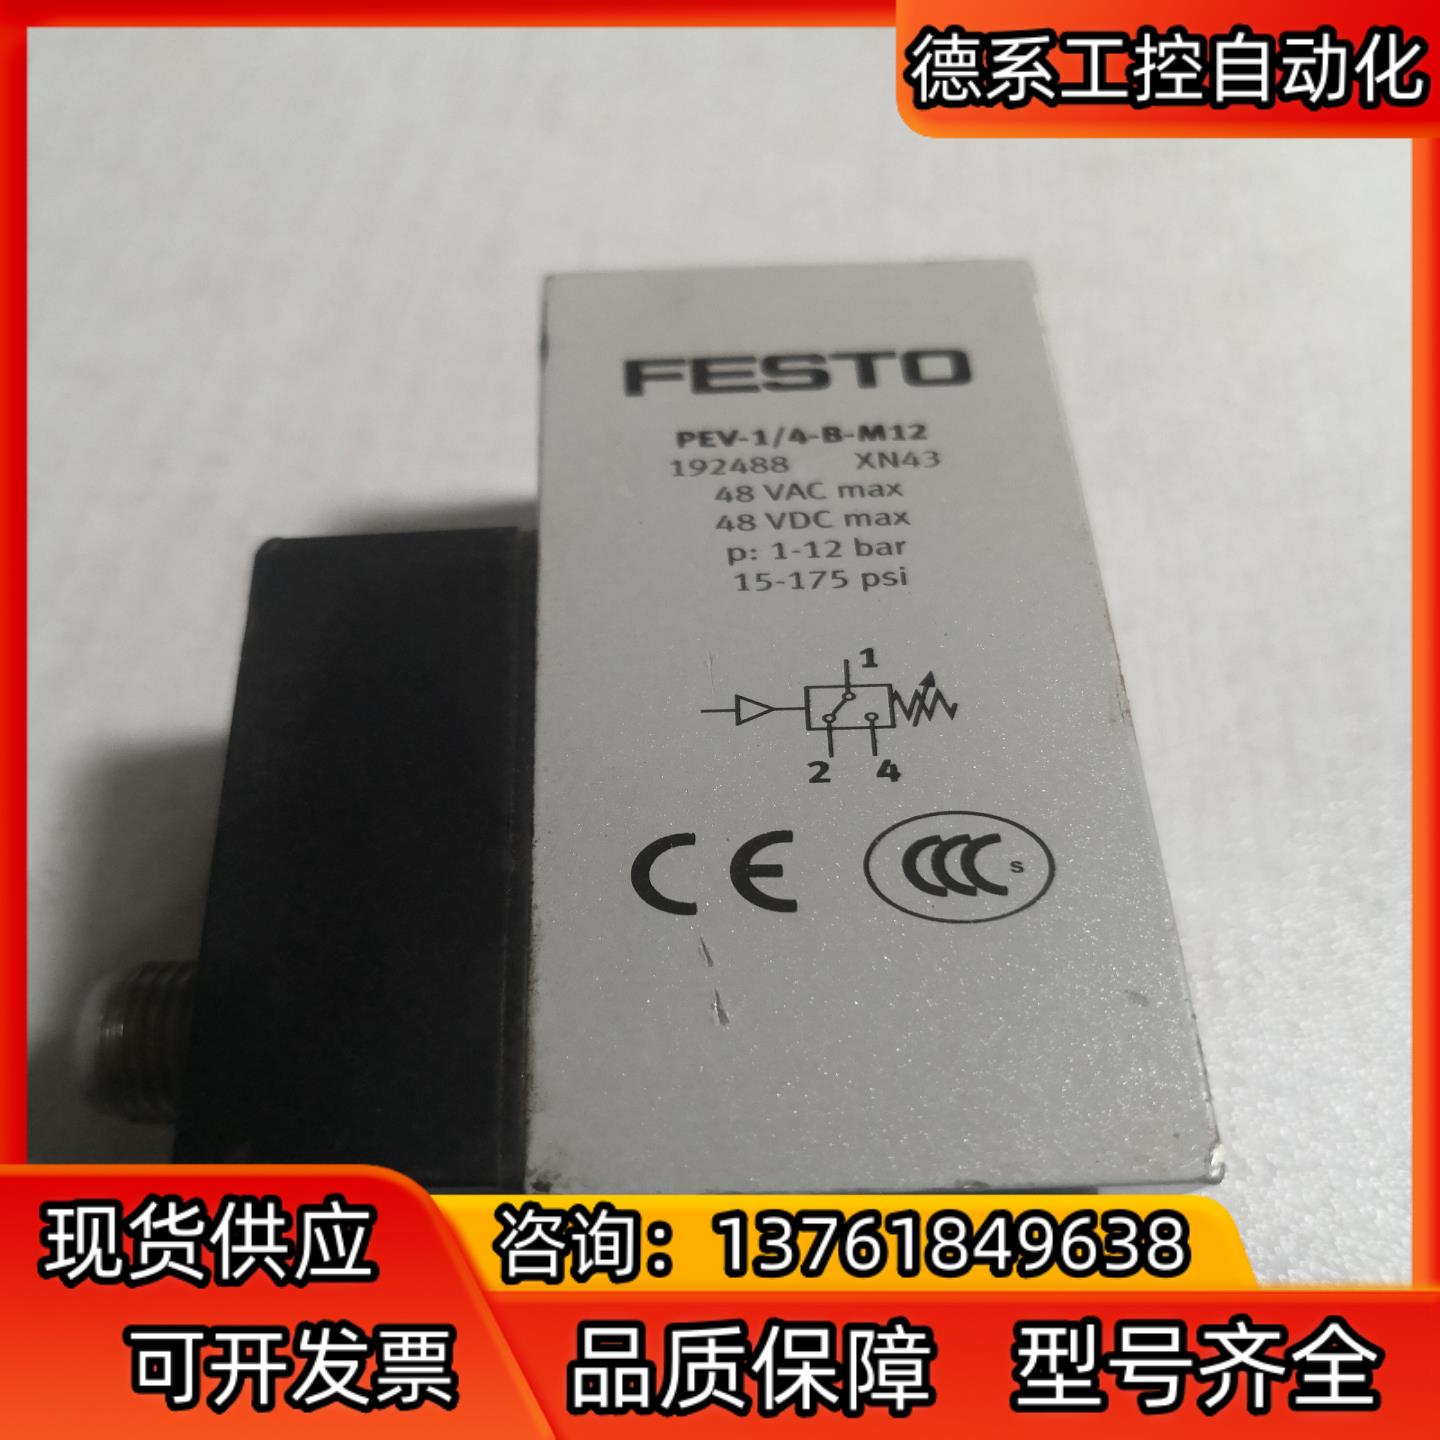 德系工控自动化
FESTO
PEV-1/4-B-M12
192488 XN43
48 VAC max
48 VDC max
p: 1-12 bar
15-175 psi
1
2 4
CE CCC S
现货供应
咨询：13761849638
可开发票 品质保障 型号齐全